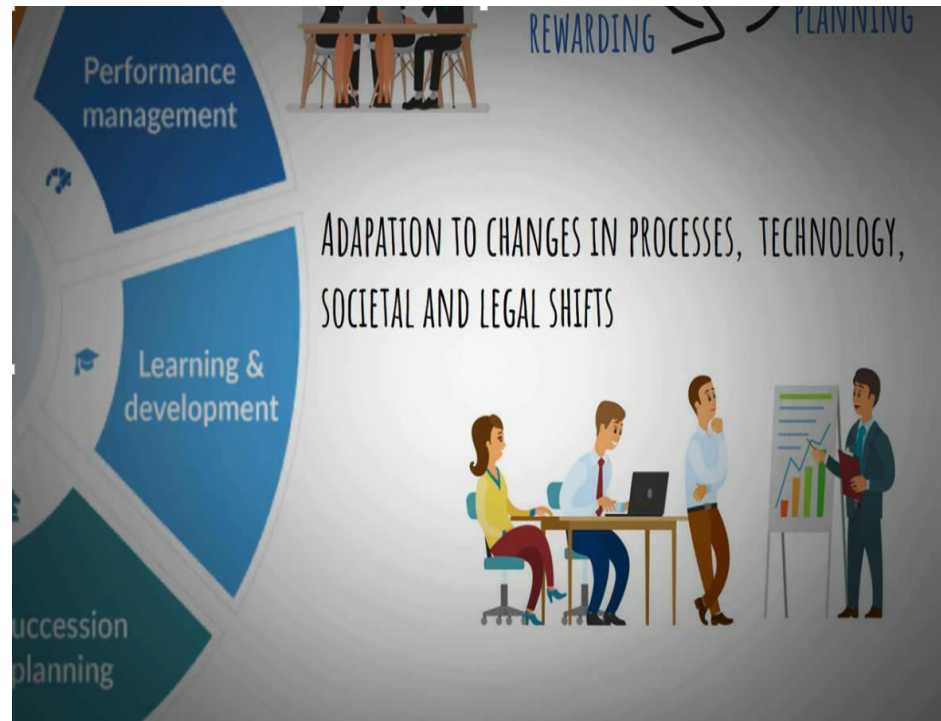 REWARDING
PLANNING
Performance
management
ADAPATION TO CHANGES IN PROCESSES, TECHNOLOGY,
SOCIETAL AND LEGAL SHIFTS
Learning &
development
uccession
planning